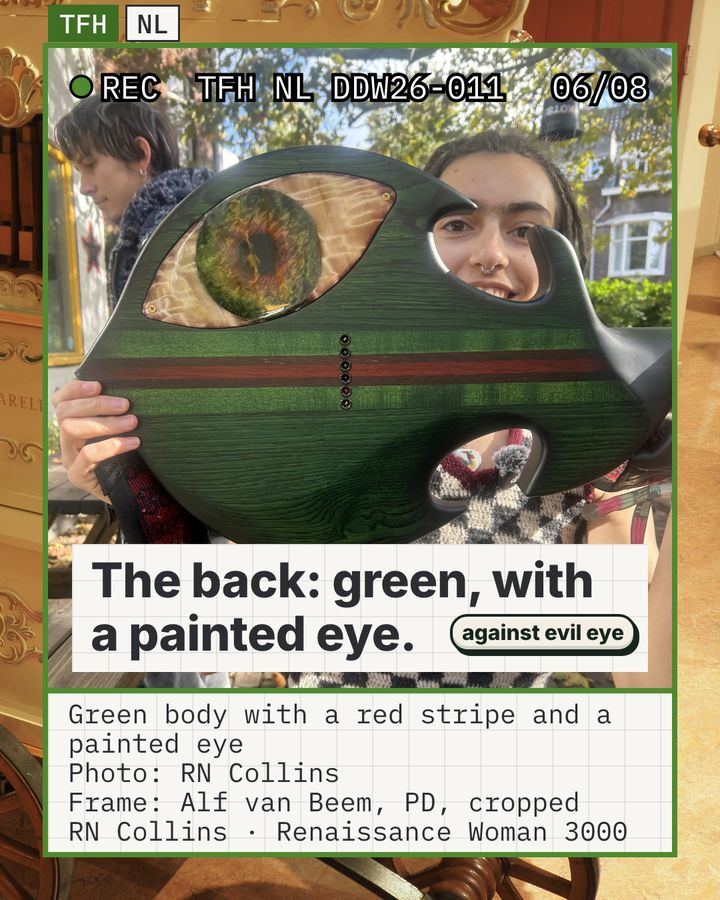 TFH NL
REC TFH NL DDW26-011 06/08
The back: green, with
a painted eye.
against evil eye
Green body with a red stripe and a
painted eye
Photo: RN Collins
Frame: Alf van Beem, PD, cropped
RN Collins · Renaissance Woman 3000